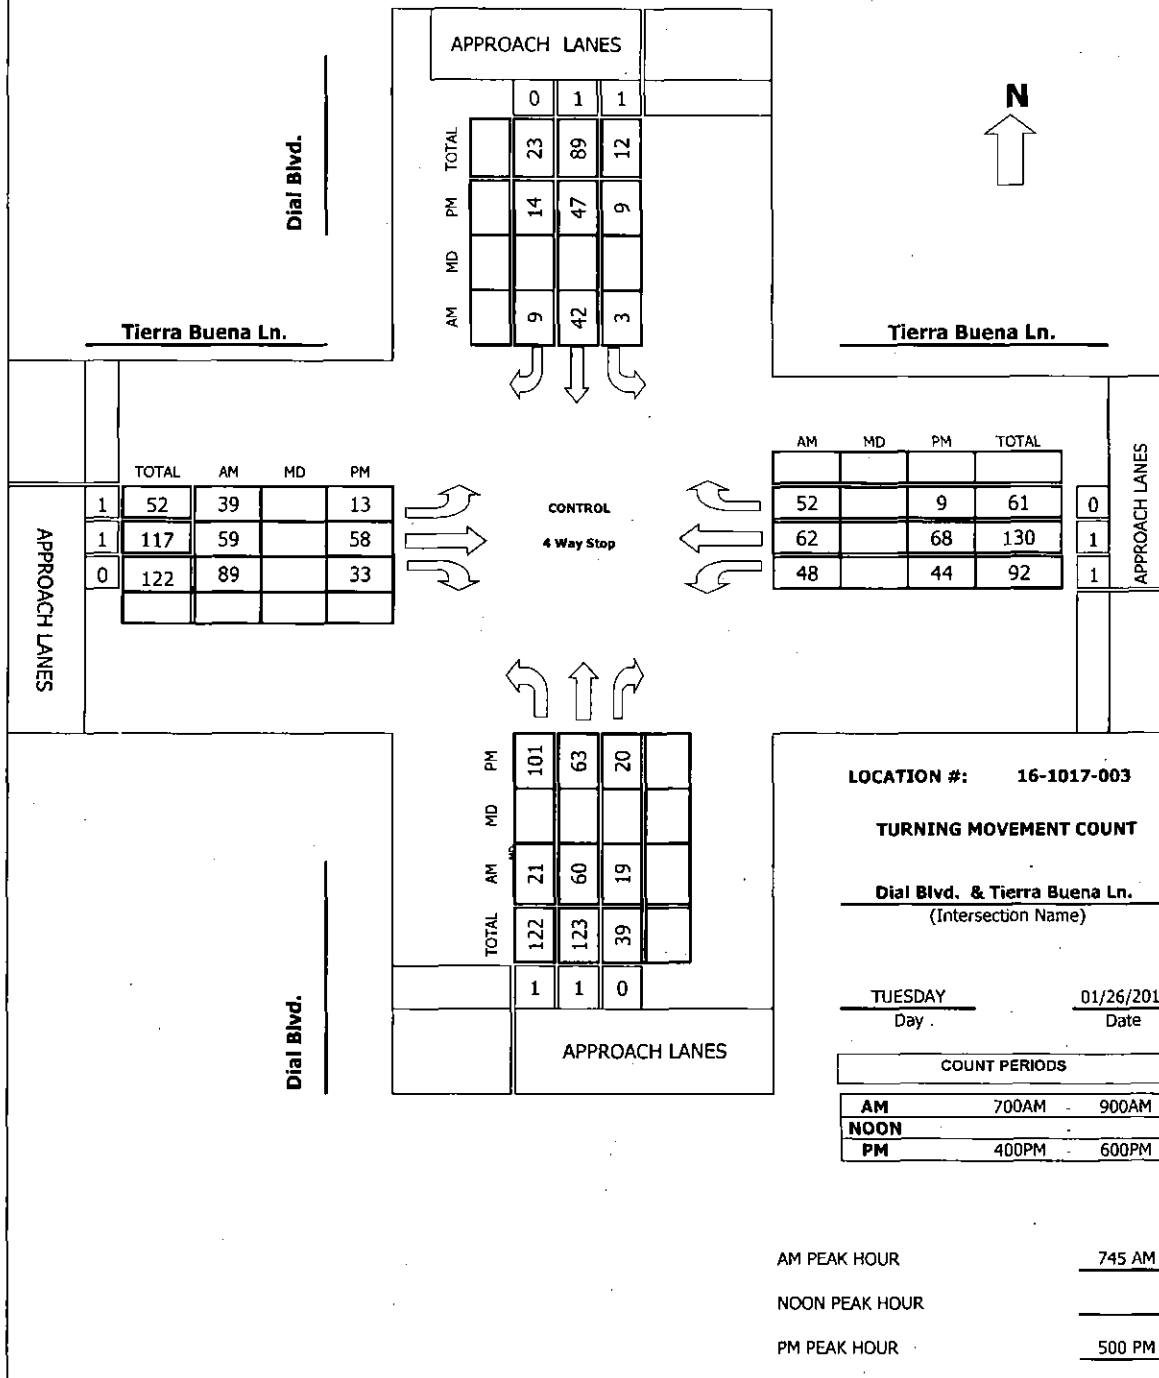 APPROACH LANES
0 1 1
TOTAL 23 89 12
PM 14 47 9
MD
AM 9 42 3
Dial Blvd.
N
Tierra Buena Ln.
Tierra Buena Ln.
TOTAL AM MD PM
1 52 39 13
1 117 59 58
0 122 89 33
APPROACH LANES
CONTROL
4 Way Stop
AM MD PM TOTAL
52 9 61 0
62 68 130 1
48 44 92 1
APPROACH LANES
PM 101 63 20
MD
MD
AM 21 60 19
TOTAL 122 123 39
1 1 0
APPROACH LANES
Dial Blvd.
LOCATION #: 16-1017-003
TURNING MOVEMENT COUNT
Dial Blvd. & Tierra Buena Ln.
(Intersection Name)
TUESDAY 01/26/201
Day Date
COUNT PERIODS
AM 700AM - 900AM
NOON -
PM 400PM - 600PM
AM PEAK HOUR 745 AM
NOON PEAK HOUR
PM PEAK HOUR 500 PM